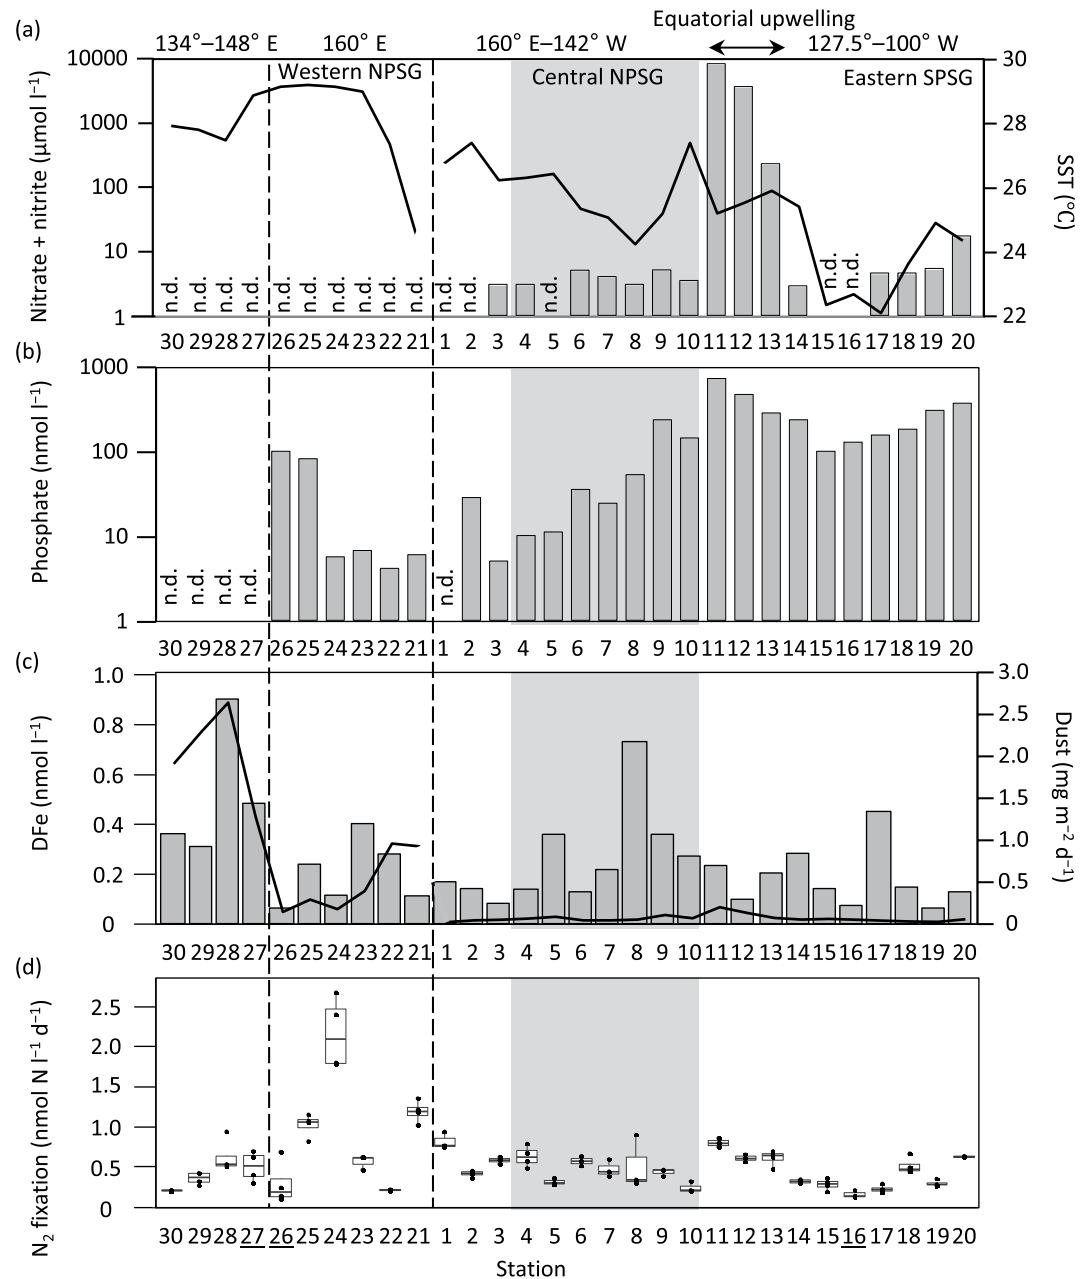 (a)
Equatorial upwelling
134°–148° E 160° E 160° E–142° W 127.5°–100° W
Western NPSG Central NPSG Eastern SPSG
Nitrate + nitrite (µmol l⁻¹)
10000
1000
100
10
1
SST (°C)
30
28
26
24
22
n.d. n.d. n.d. n.d. n.d. n.d. n.d. n.d. n.d. n.d. n.d. n.d. n.d. n.d. n.d.
30 29 28 27 26 25 24 23 22 21 1 2 3 4 5 6 7 8 9 10 11 12 13 14 15 16 17 18 19 20
(b)
Phosphate (nmol l⁻¹)
1000
100
10
1
n.d. n.d. n.d. n.d. n.d.
30 29 28 27 26 25 24 23 22 21 1 2 3 4 5 6 7 8 9 10 11 12 13 14 15 16 17 18 19 20
(c)
DFe (nmol l⁻¹)
1.0
0.8
0.6
0.4
0.2
0
Dust (mg m⁻² d⁻¹)
3.0
2.5
2.0
1.5
1.0
0.5
0
30 29 28 27 26 25 24 23 22 21 1 2 3 4 5 6 7 8 9 10 11 12 13 14 15 16 17 18 19 20
(d)
N₂ fixation (nmol N l⁻¹ d⁻¹)
2.5
2.0
1.5
1.0
0.5
0
30 29 28 27 26 25 24 23 22 21 1 2 3 4 5 6 7 8 9 10 11 12 13 14 15 16 17 18 19 20
Station